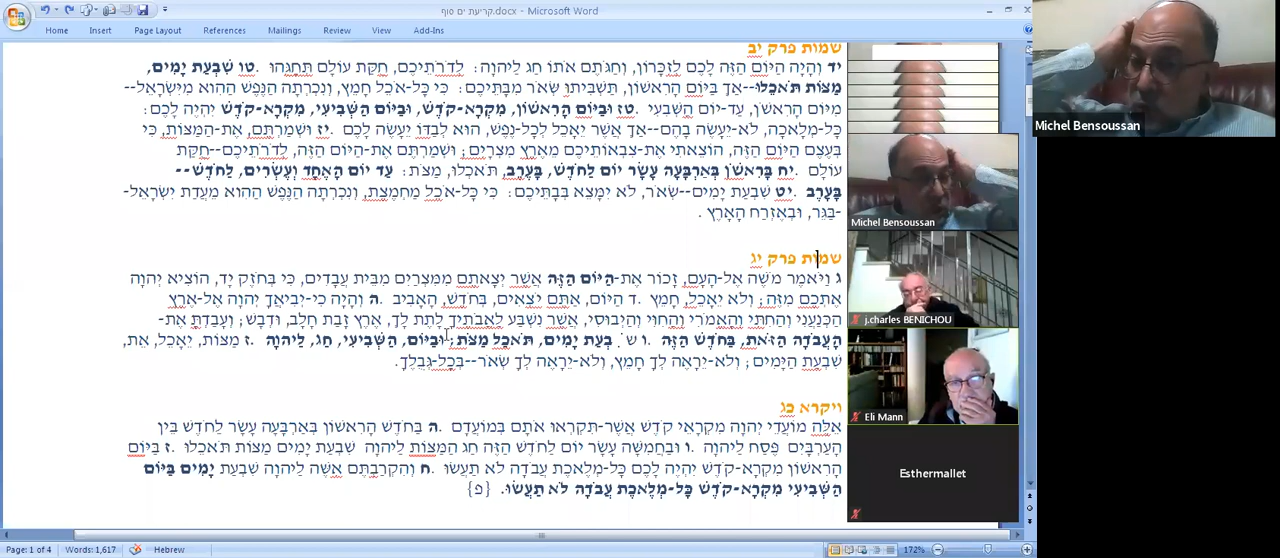 קריעת ים סוף.docx - Microsoft Word
Home Insert Page Layout References Mailings Review View Add-Ins
שמות פרק יב
יד וְהָיָה הַיּוֹם הַזֶּה לָכֶם לְזִכָּרוֹן, וְחַגֹּתֶם אֹתוֹ חַג לַיהוָה: לְדֹרֹתֵיכֶם, חֻקַּת עוֹלָם תְּחָגֻּהוּ .טו שִׁבְעַת יָמִים,
מַצּוֹת תֹּאכֵלוּ--אַךְ בַּיּוֹם הָרִאשׁוֹן, תַּשְׁבִּיתוּ שְּׂאֹר מִבָּתֵּיכֶם: כִּי כָּל-אֹכֵל חָמֵץ, וְנִכְרְתָה הַנֶּפֶשׁ הַהִוא מִיִּשְׂרָאֵל--
מִיּוֹם הָרִאשֹׁן, עַד-יוֹם הַשְּׁבִעִי .טז וּבַיּוֹם הָרִאשׁוֹן, מִקְרָא-קֹדֶשׁ, וּבַיּוֹם הַשְּׁבִיעִי, מִקְרָא-קֹדֶשׁ יִהְיֶה לָכֶם:
כָּל-מְלָאכָה, לֹא-יֵעָשֶׂה בָהֶם--אַךְ אֲשֶׁר יֵאָכֵל לְכָל-נֶפֶשׁ, הוּא לְבַדּוֹ יֵעָשֶׂה לָכֶם .יז וּשְׁמַרְתֶּם, אֶת-הַמַּצּוֹת, כִּי
בְּעֶצֶם הַיּוֹם הַזֶּה, הוֹצֵאתִי אֶת-צִבְאוֹתֵיכֶם מֵאֶרֶץ מִצְרָיִם; וּשְׁמַרְתֶּם אֶת-הַיּוֹם הַזֶּה, לְדֹרֹתֵיכֶם--חֻקַּת
עוֹלָם .יח בָּרִאשֹׁן בְּאַרְבָּעָה עָשָׂר יוֹם לַחֹדֶשׁ, בָּעֶרֶב, תֹּאכְלוּ, מַצֹּת: עַד יוֹם הָאֶחָד וְעֶשְׂרִים, לַחֹדֶשׁ--
בָּעָרֶב .יט שִׁבְעַת יָמִים--שְׂאֹר, לֹא יִמָּצֵא בְּבָתֵּיכֶם: כִּי כָּל-אֹכֵל מַחְמֶצֶת, וְנִכְרְתָה הַנֶּפֶשׁ הַהִוא מֵעֲדַת יִשְׂרָאֵל-
-בַּגֵּר, וּבְאֶזְרַח הָאָרֶץ .
שמות פרק יג
ג וַיֹּאמֶר מֹשֶׁה אֶל-הָעָם, זָכוֹר אֶת-הַיּוֹם הַזֶּה אֲשֶׁר יְצָאתֶם מִמִּצְרַיִם מִבֵּית עֲבָדִים, כִּי בְּחֹזֶק יָד, הוֹצִיא יְהוָה
אֶתְכֶם מִזֶּה; וְלֹא יֵאָכֵל, חָמֵץ .ד הַיּוֹם, אַתֶּם יֹצְאִים, בְּחֹדֶשׁ, הָאָבִיב .ה וְהָיָה כִי-יְבִיאֲךָ יְהוָה אֶל-אֶרֶץ
הַכְּנַעֲנִי וְהַחִתִּי וְהָאֱמֹרִי וְהַחִוִּי וְהַיְבוּסִי, אֲשֶׁר נִשְׁבַּע לַאֲבֹתֶיךָ לָתֶת לָךְ, אֶרֶץ זָבַת חָלָב, וּדְבָשׁ; וְעָבַדְתָּ אֶת-
הָעֲבֹדָה הַזֹּאת, בַּחֹדֶשׁ הַזֶּה .ו שִׁבְעַת יָמִים, תֹּאכַל מַצֹּת; וּבַיּוֹם, הַשְּׁבִיעִי, חַג, לַיהוָה .ז מַצּוֹת, יֵאָכֵל, אֵת,
שִׁבְעַת הַיָּמִים; וְלֹא-יֵרָאֶה לְךָ חָמֵץ, וְלֹא-יֵרָאֶה לְךָ שְׂאֹר--בְּכָל-גְּבֻלֶךָ.
ויקרא כג
אֵלֶּה מוֹעֲדֵי יְהוָה מִקְרָאֵי קֹדֶשׁ אֲשֶׁר-תִּקְרְאוּ אֹתָם בְּמוֹעֲדָם .ה בַּחֹדֶשׁ הָרִאשׁוֹן בְּאַרְבָּעָה עָשָׂר לַחֹדֶשׁ בֵּין
הָעַרְבָּיִם פֶּסַח לַיהוָה .ו וּבַחֲמִשָּׁה עָשָׂר יוֹם לַחֹדֶשׁ הַזֶּה חַג הַמַּצּוֹת לַיהוָה שִׁבְעַת יָמִים מַצּוֹת תֹּאכֵלוּ .ז בַּיּוֹם
הָרִאשׁוֹן מִקְרָא-קֹדֶשׁ יִהְיֶה לָכֶם כָּל-מְלֶאכֶת עֲבֹדָה לֹא תַעֲשׂוּ .ח וְהִקְרַבְתֶּם אִשֶּׁה לַיהוָה שִׁבְעַת יָמִים בַּיּוֹם
הַשְּׁבִיעִי מִקְרָא-קֹדֶשׁ כָּל-מְלֶאכֶת עֲבֹדָה לֹא תַעֲשׂוּ. {פ}
Page: 1 of 4 Words: 1,617 Hebrew 172%
Michel Bensoussan
Michel Bensoussan
j.charles BENICHOU
Eli Mann
Esthermallet